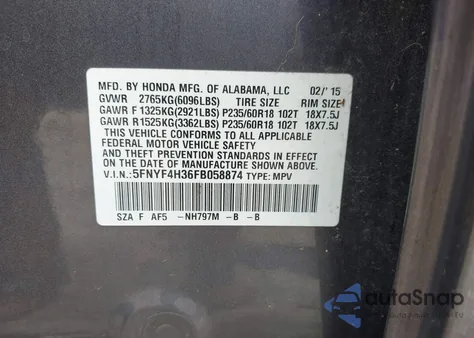 MFD. BY HONDA MFG. OF ALABAMA, LLC 02/'15
GVWR 2765KG(6096LBS) TIRE SIZE RIM SIZE
GAWR F 1325KG(2921LBS) P235/60R18 102T 18X7.5J
GAWR R1525KG(3362LBS) P235/60R18 102T 18X7.5J
THIS VEHICLE CONFORMS TO ALL APPLICABLE
FEDERAL MOTOR VEHICLE SAFETY AND
THEFT PREVENTION STANDARDS IN EFFECT ON
THE DATE OF MANUFACTURE SHOWN ABOVE.
V.I.N.:5FNYF4H36FB058874 TYPE: MPV
SZA F AF5 -NH797M -B -B
autoSnap